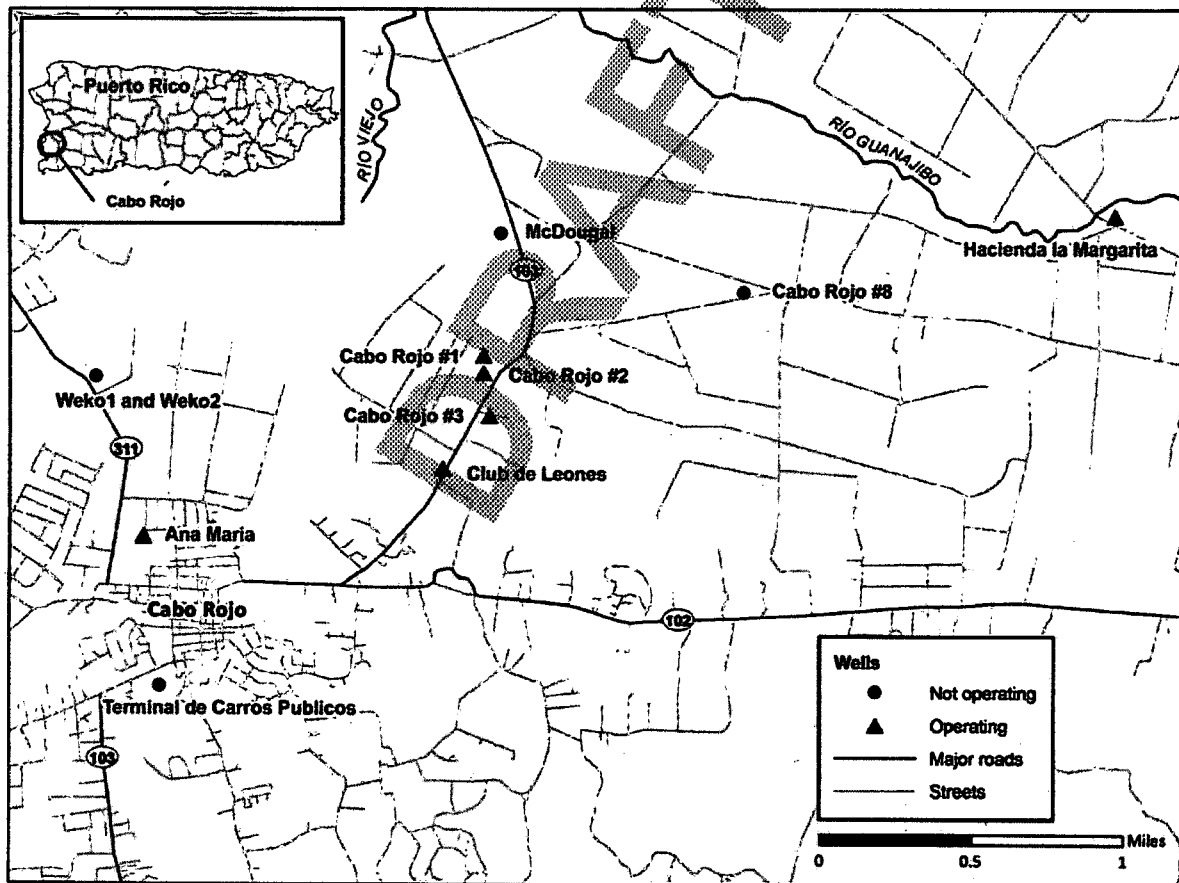 Puerto Rico
Cabo Rojo
RÍO VIEJO
RÍO GUANAJIBO
McDougal
Hacienda la Margarita
Cabo Rojo #8
Cabo Rojo #1
Cabo Rojo #2
Weko1 and Weko2
Cabo Rojo #3
311
Club de Leones
Ana Maria
Cabo Rojo
102
Terminal de Carros Publicos
103
Wells
Not operating
Operating
Major roads
Streets
Miles
0 0.5 1
DRAFT